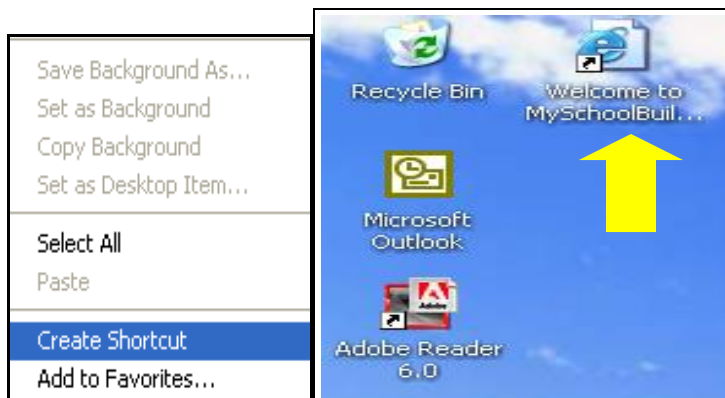 Save Background As...
Set as Background
Copy Background
Set as Desktop Item...
Select All
Paste
Create Shortcut
Add to Favorites...
Recycle Bin
Welcome to
MySchoolBuil...
Microsoft
Outlook
Adobe
Adobe Reader
6.0